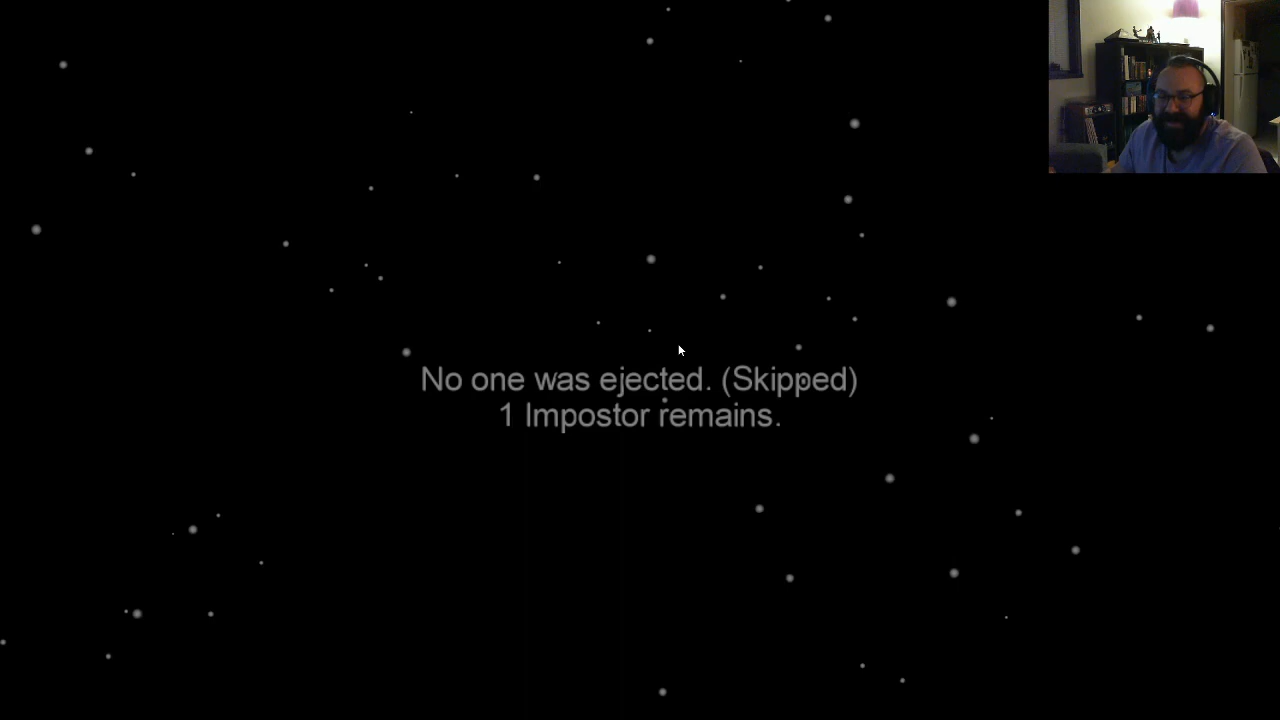 No one was ejected. (Skipped)
1 Impostor remains.